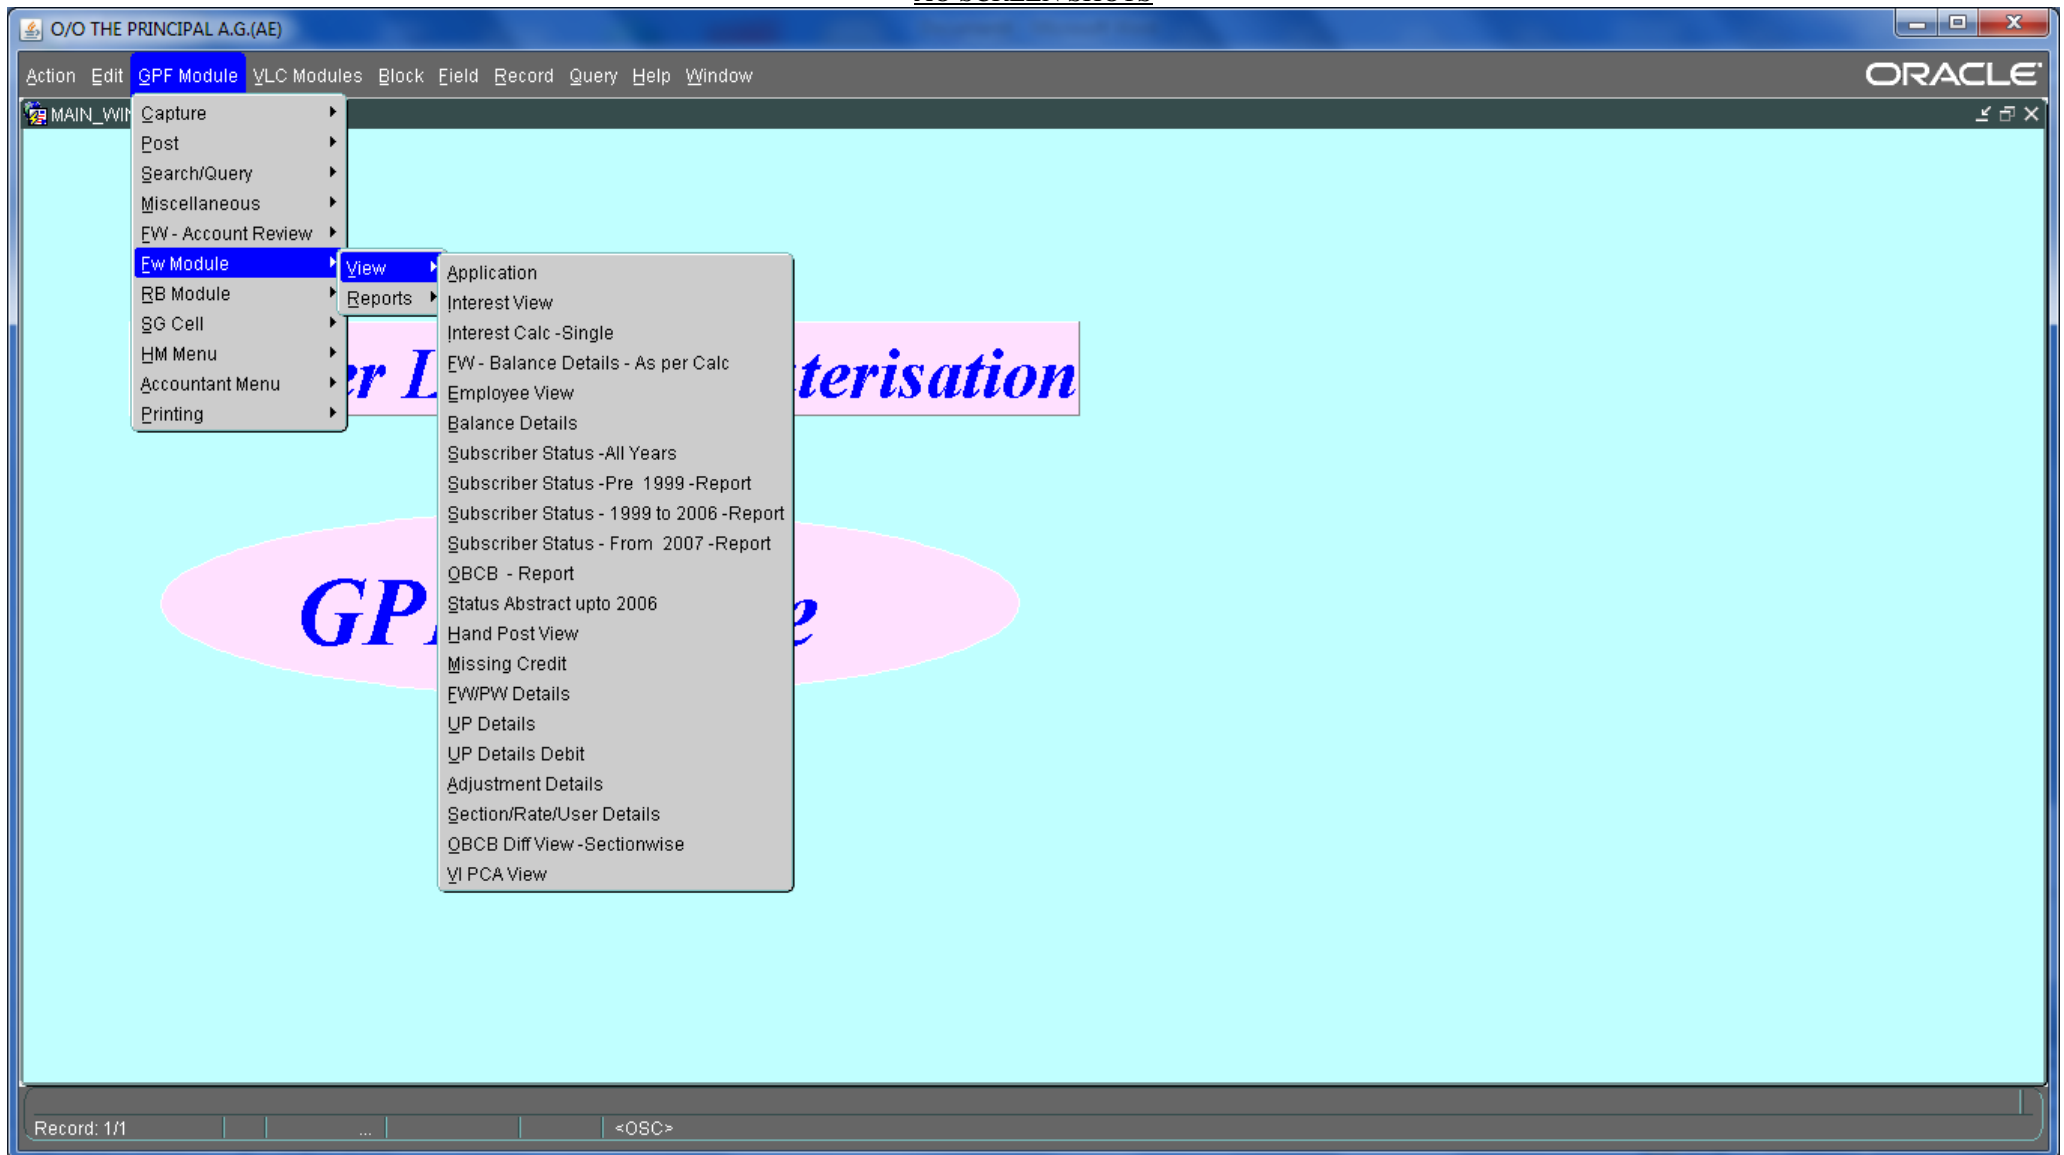 O/O THE PRINCIPAL A.G.(AE)
Action Edit GPF Module VLC Modules Block Field Record Query Help Window
ORACLE
MAIN_WIN
Capture
Post
Search/Query
Miscellaneous
FW - Account Review
Fw Module
RB Module
SG Cell
HM Menu
Accountant Menu
Printing
View
Reports
Application
Interest View
Interest Calc -Single
FW - Balance Details - As per Calc
Employee View
Balance Details
Subscriber Status -All Years
Subscriber Status -Pre 1999 -Report
Subscriber Status - 1999 to 2006 -Report
Subscriber Status - From 2007 -Report
OBCB - Report
Status Abstract upto 2006
Hand Post View
Missing Credit
FW/PW Details
UP Details
UP Details Debit
Adjustment Details
Section/Rate/User Details
OBCB Diff View -Sectionwise
VI PCA View
er L terisation
GP e
Record: 1/1 ... <OSC>